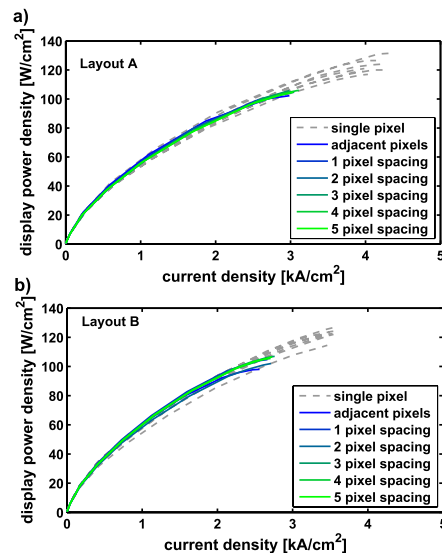 a)
display power density [W/cm²]
140
120
100
80
60
40
20
0
Layout A
single pixel
adjacent pixels
1 pixel spacing
2 pixel spacing
3 pixel spacing
4 pixel spacing
5 pixel spacing
0 1 2 3 4 5
current density [kA/cm²]
b)
display power density [W/cm²]
140
120
100
80
60
40
20
0
Layout B
single pixel
adjacent pixels
1 pixel spacing
2 pixel spacing
3 pixel spacing
4 pixel spacing
5 pixel spacing
0 1 2 3 4 5
current density [kA/cm²]